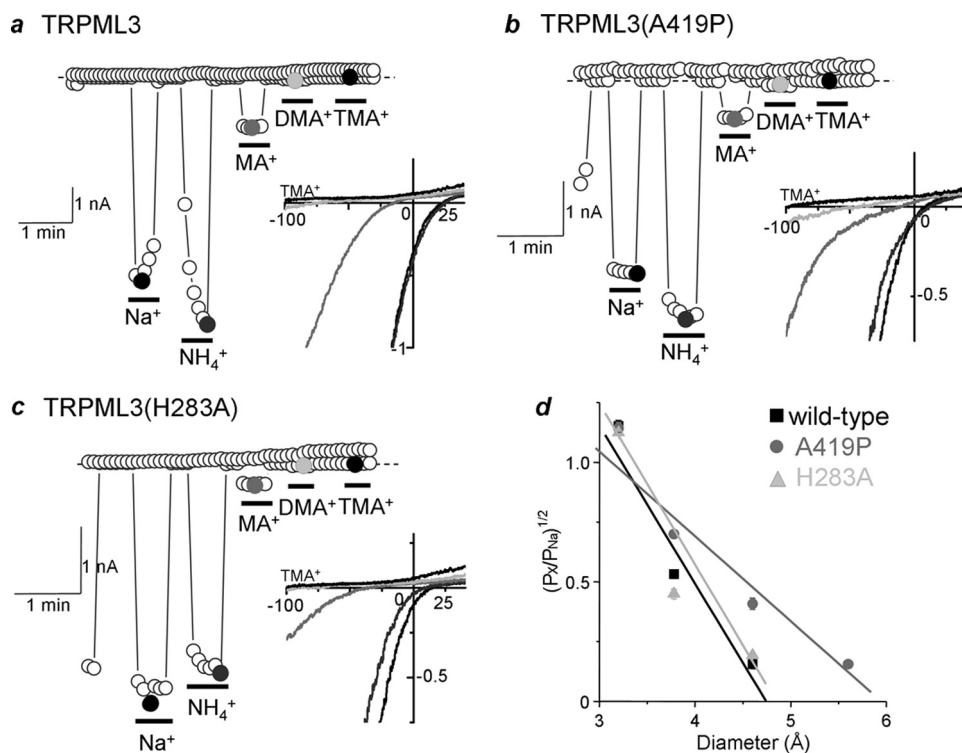 a TRPML3
DMA⁺ TMA⁺
MA⁺
1 nA
1 min
Na⁺
NH₄⁺
TMA⁺
-100 0 25
-1
b TRPML3(A419P)
DMA⁺ TMA⁺
MA⁺
1 nA
1 min
Na⁺
NH₄⁺
TMA⁺
-100 0 25
-0.5
c TRPML3(H283A)
MA⁺ DMA⁺ TMA⁺
1 nA
1 min
NH₄⁺
Na⁺
TMA⁺
-100 0 25
-0.5
d
wild-type
A419P
H283A
(Px/PNa)1/2
1.0
0.5
0
3 4 5 6
Diameter (Å)